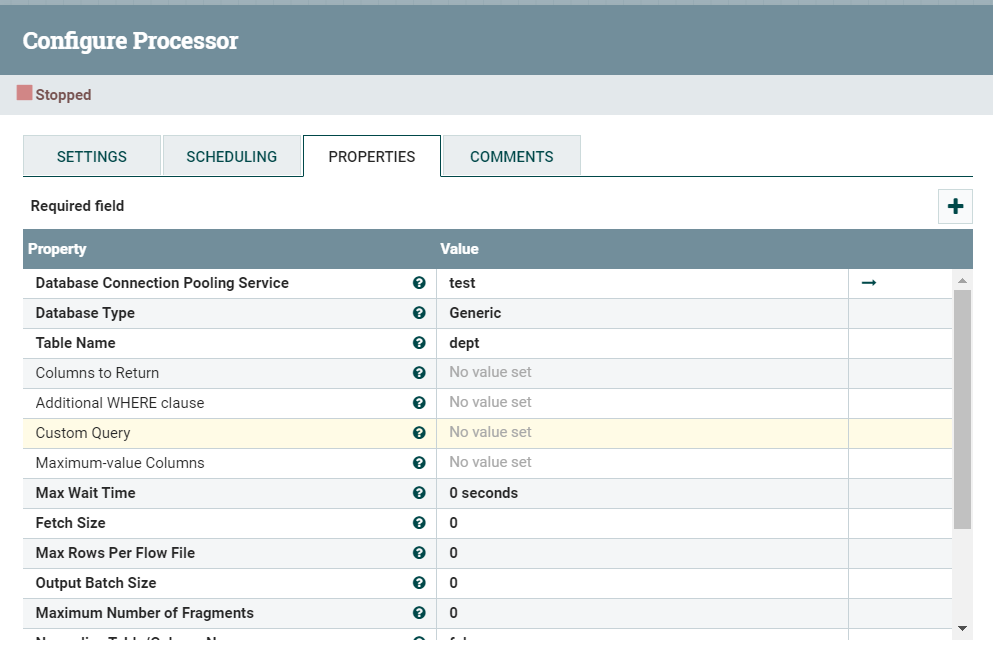 Configure Processor
Stopped
SETTINGS SCHEDULING PROPERTIES COMMENTS
Required field
Property Value
Database Connection Pooling Service test
Database Type Generic
Table Name dept
Columns to Return No value set
Additional WHERE clause No value set
Custom Query No value set
Maximum-value Columns No value set
Max Wait Time 0 seconds
Fetch Size 0
Max Rows Per Flow File 0
Output Batch Size 0
Maximum Number of Fragments 0